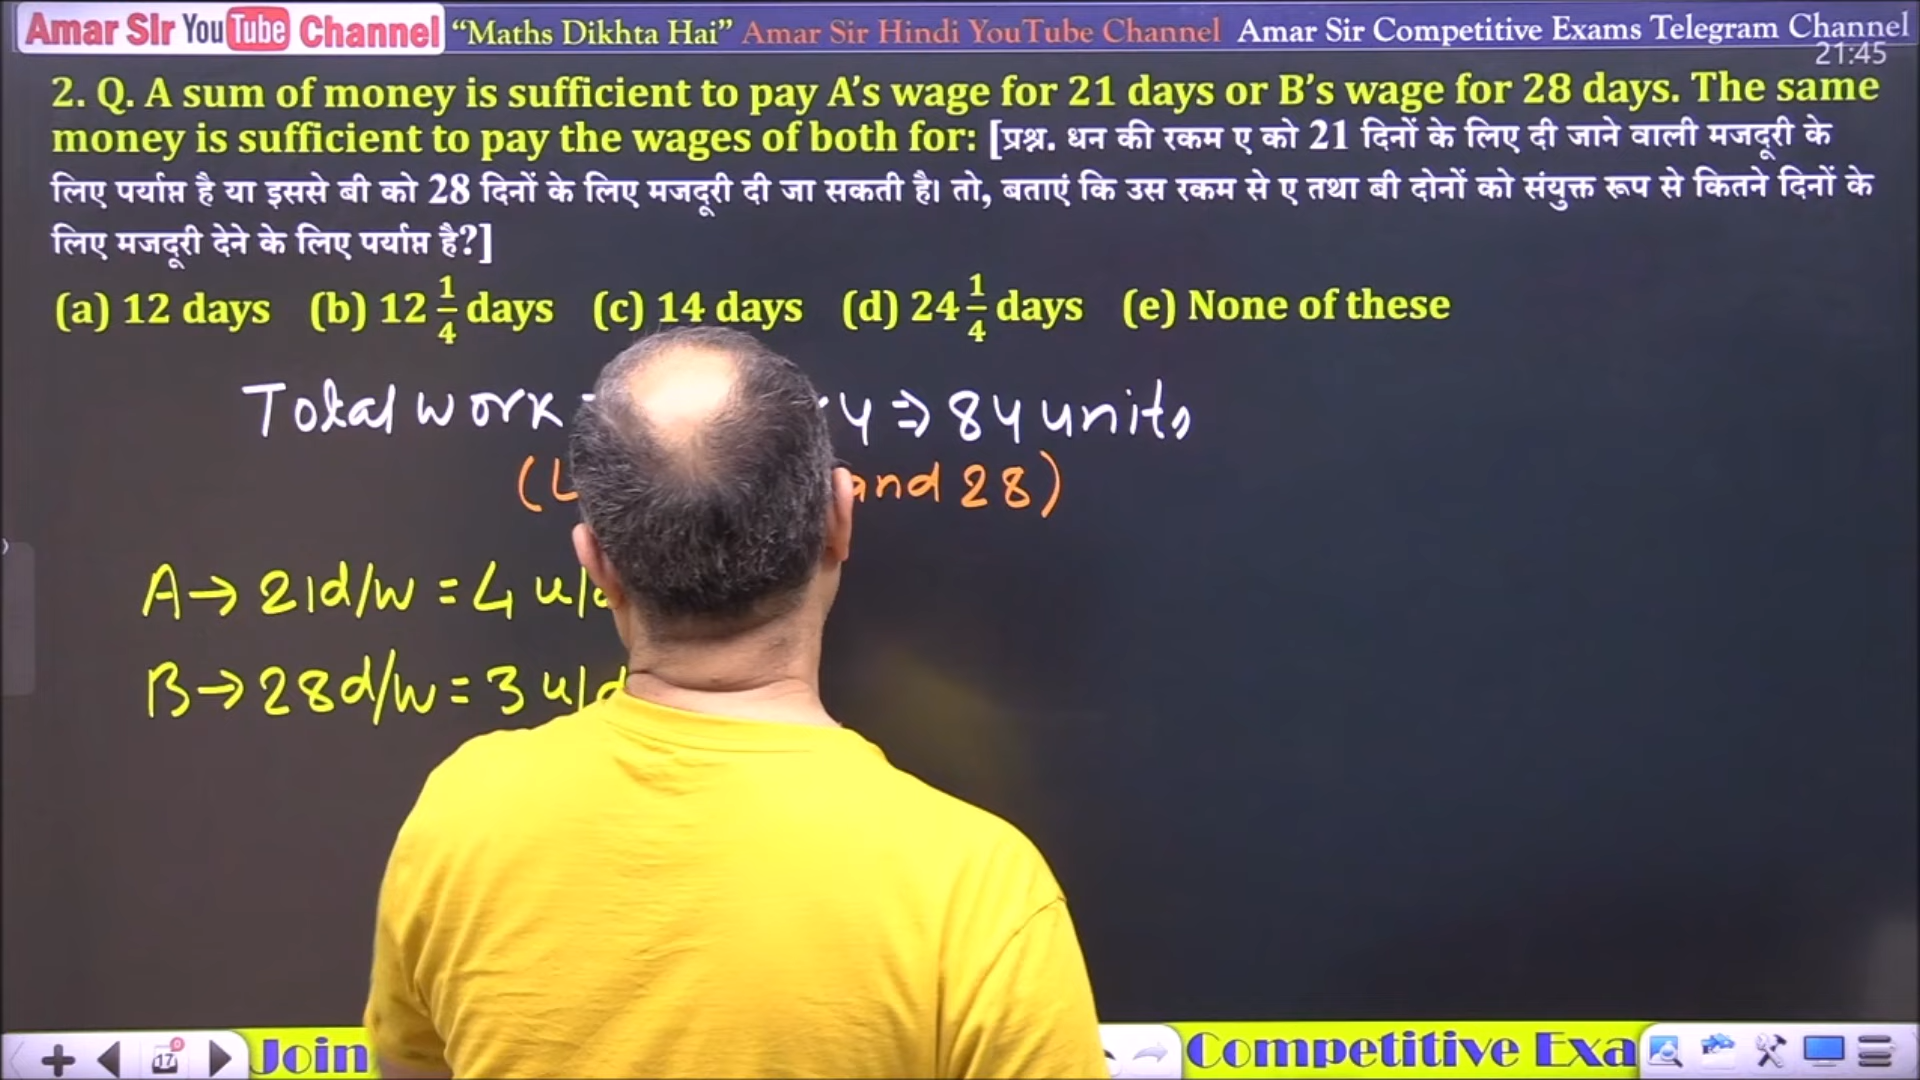 Amar Sir YouTube Channel "Maths Dikhta Hai" Amar Sir Hindi YouTube Channel Amar Sir Competitive Exams Telegram Channel
21:45
2. Q. A sum of money is sufficient to pay A's wage for 21 days or B's wage for 28 days. The same
money is sufficient to pay the wages of both for: [प्रश्न. धन की रकम ए को 21 दिनों के लिए दी जाने वाली मजदूरी के
लिए पर्याप्त है या इससे बी को 28 दिनों के लिए मजदूरी दी जा सकती है। तो, बताएं कि उस रकम से ए तथा बी दोनों को संयुक्त रूप से कितने दिनों के
लिए मजदूरी देने के लिए पर्याप्त है?]
(a) 12 days (b) 12 1/4 days (c) 14 days (d) 24 1/4 days (e) None of these
Total work 4 ⇒ 84 units
( and 28)
A → 21d/w = 4 u/d
B → 28d/w = 3 u/d
17 Join Competitive Exa